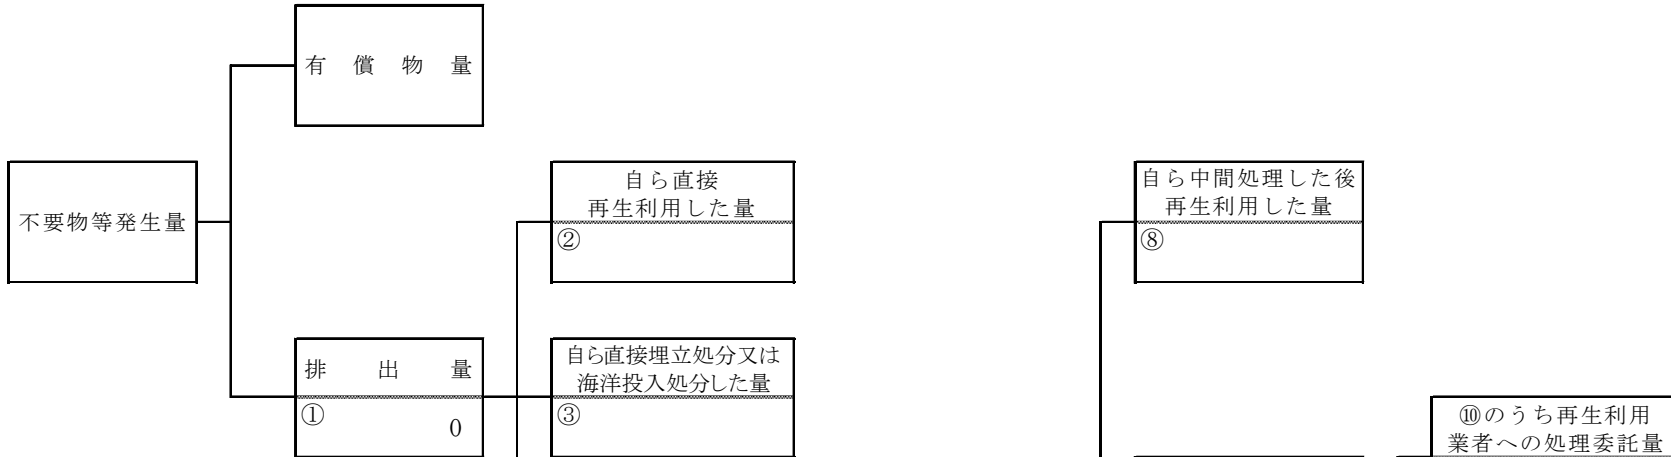 有償物量
不要物等発生量
自ら直接
再生利用した量
②
自ら中間処理した後
再生利用した量
⑧
排出量
①
0
自ら直接埋立処分又は
海洋投入処分した量
③
⑩のうち再生利用
業者への処理委託量